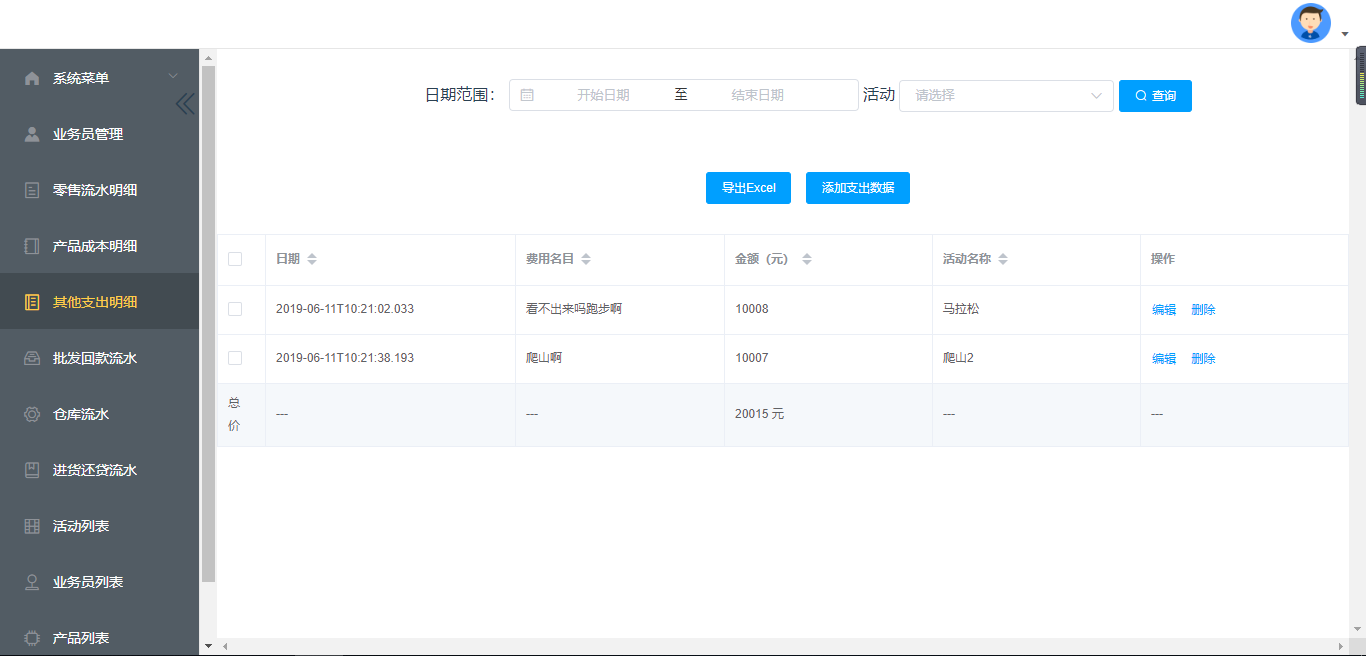 系统菜单
业务员管理
零售流水明细
产品成本明细
其他支出明细
批发回款流水
仓库流水
进货还贷流水
活动列表
业务员列表
产品列表
日期范围： 开始日期 至 结束日期 活动 请选择 查询
导出Excel 添加支出数据
日期 费用名目 金额（元） 活动名称 操作
2019-06-11T10:21:02.033 看不出来吗跑步啊 10008 马拉松 编辑 删除
2019-06-11T10:21:38.193 爬山啊 10007 爬山2 编辑 删除
总价 --- --- 20015 元 --- ---